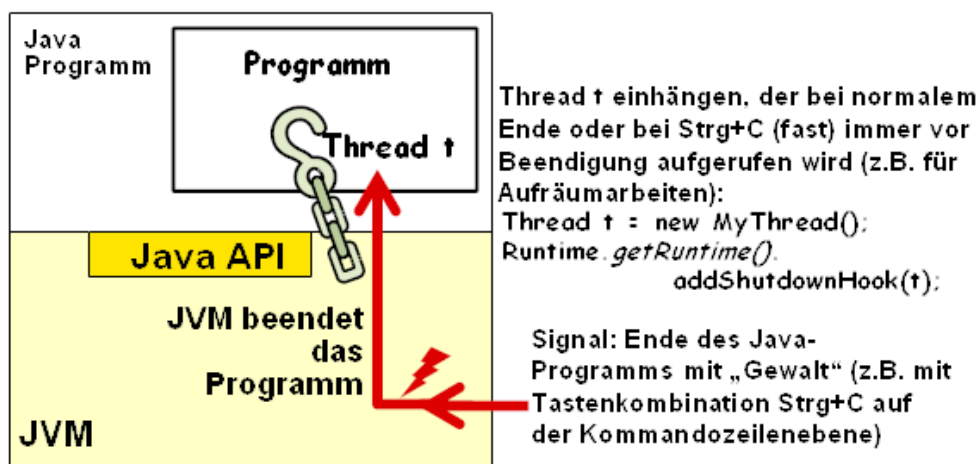 Java
Programm
Programm
Thread t
Java API
JVM beendet
das
Programm
JVM
Thread t einhängen, der bei normalem
Ende oder bei Strg+C (fast) immer vor
Beendigung aufgerufen wird (z.B. für
Aufräumarbeiten):
Thread t = new MyThread();
Runtime.getRuntime().
addShutdownHook(t);
Signal: Ende des Java-
Programms mit „Gewalt“ (z.B. mit
Tastenkombination Strg+C auf
der Kommandozeilenebene)